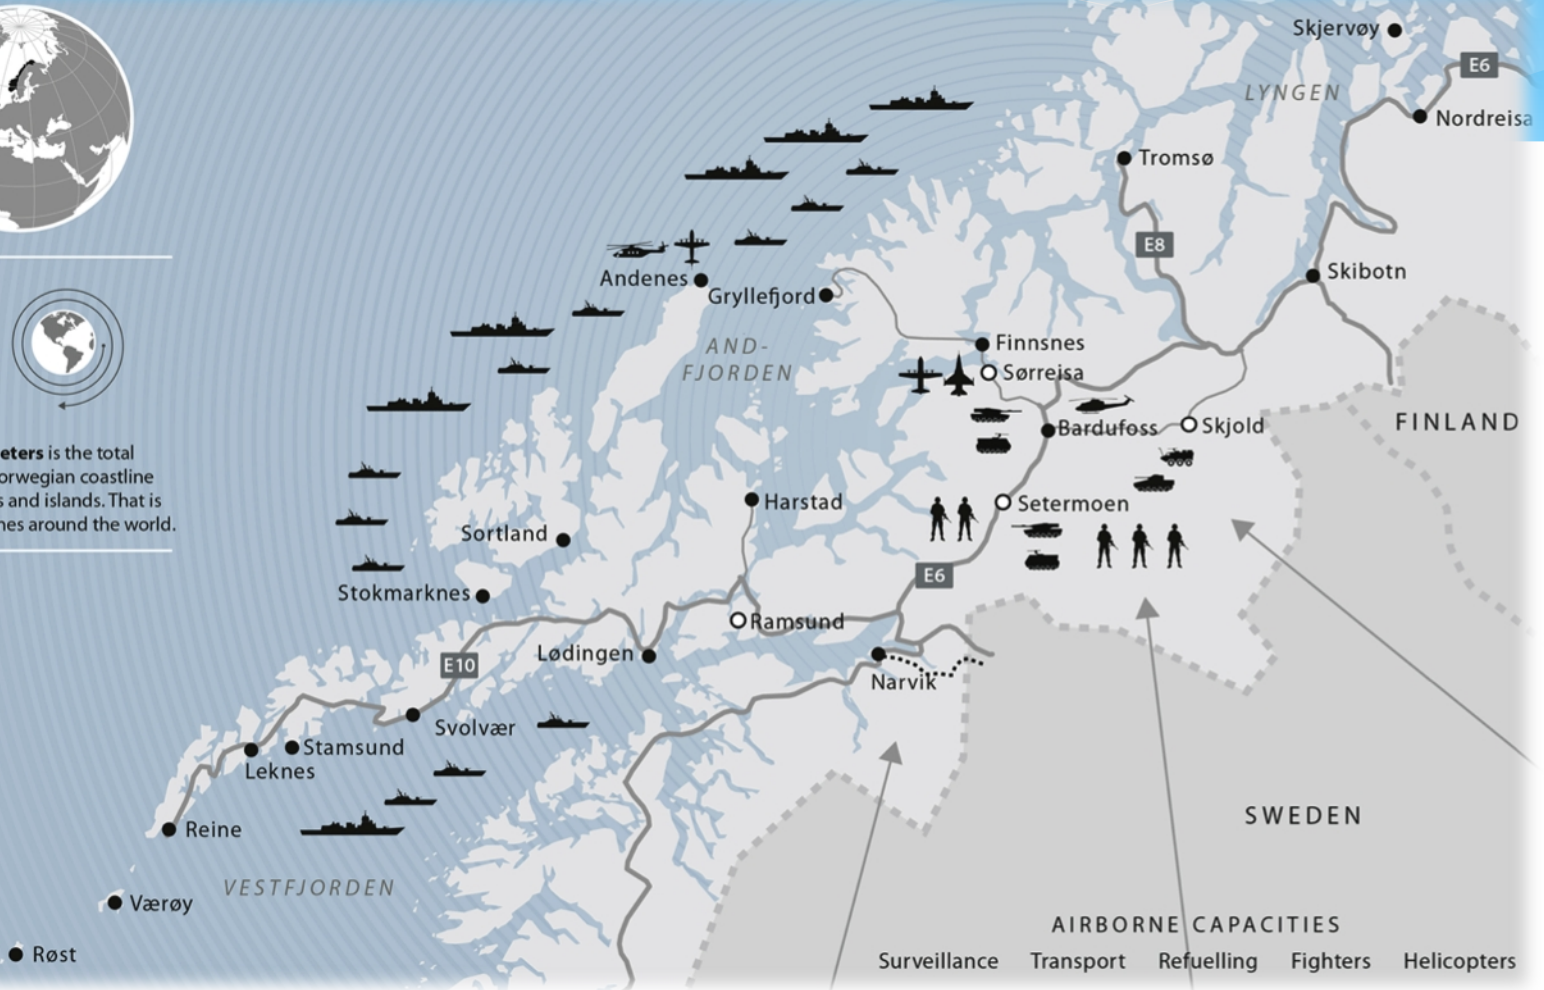 Skjervøy
E6
LYNGEN
Nordreisa
Tromsø
E8
Skibotn
Andenes
Gryllefjord
AND-
FJORDEN
Finnsnes
Sørreisa
FINLAND
Bardufoss
Skjold
eters is the total
orwegian coastline
s and islands. That is
nes around the world.
Harstad
Setermoen
Sortland
E6
Stokmarknes
Ramsund
Lødingen
E10
Narvik
Svolvær
Stamsund
Leknes
Reine
SWEDEN
VESTFJORDEN
Værøy
AIRBORNE CAPACITIES
Røst
Surveillance Transport Refuelling Fighters Helicopters